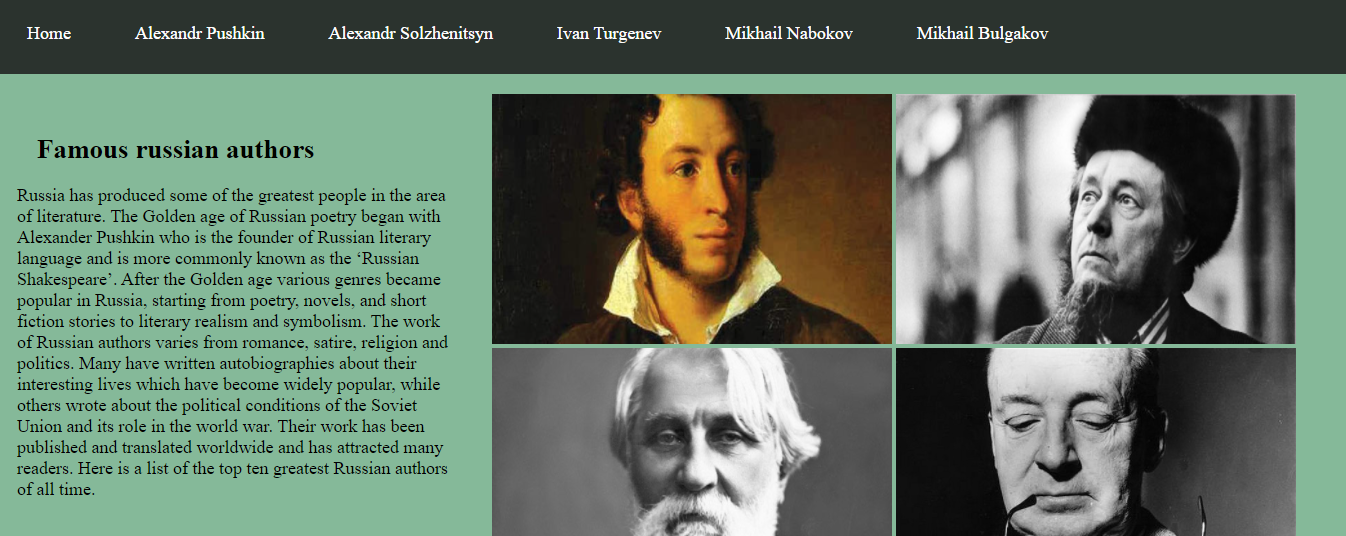 Home Alexandr Pushkin Alexandr Solzhenitsyn Ivan Turgenev Mikhail Nabokov Mikhail Bulgakov
Famous russian authors
Russia has produced some of the greatest people in the area
of literature. The Golden age of Russian poetry began with
Alexander Pushkin who is the founder of Russian literary
language and is more commonly known as the ‘Russian
Shakespeare’. After the Golden age various genres became
popular in Russia, starting from poetry, novels, and short
fiction stories to literary realism and symbolism. The work
of Russian authors varies from romance, satire, religion and
politics. Many have written autobiographies about their
interesting lives which have become widely popular, while
others wrote about the political conditions of the Soviet
Union and its role in the world war. Their work has been
published and translated worldwide and has attracted many
readers. Here is a list of the top ten greatest Russian authors
of all time.